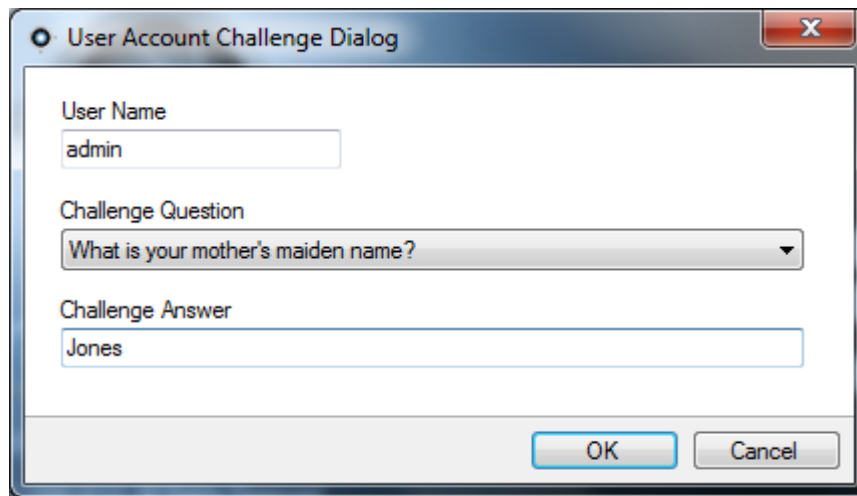 User Account Challenge Dialog
User Name
admin
Challenge Question
What is your mother's maiden name?
Challenge Answer
Jones
OK Cancel